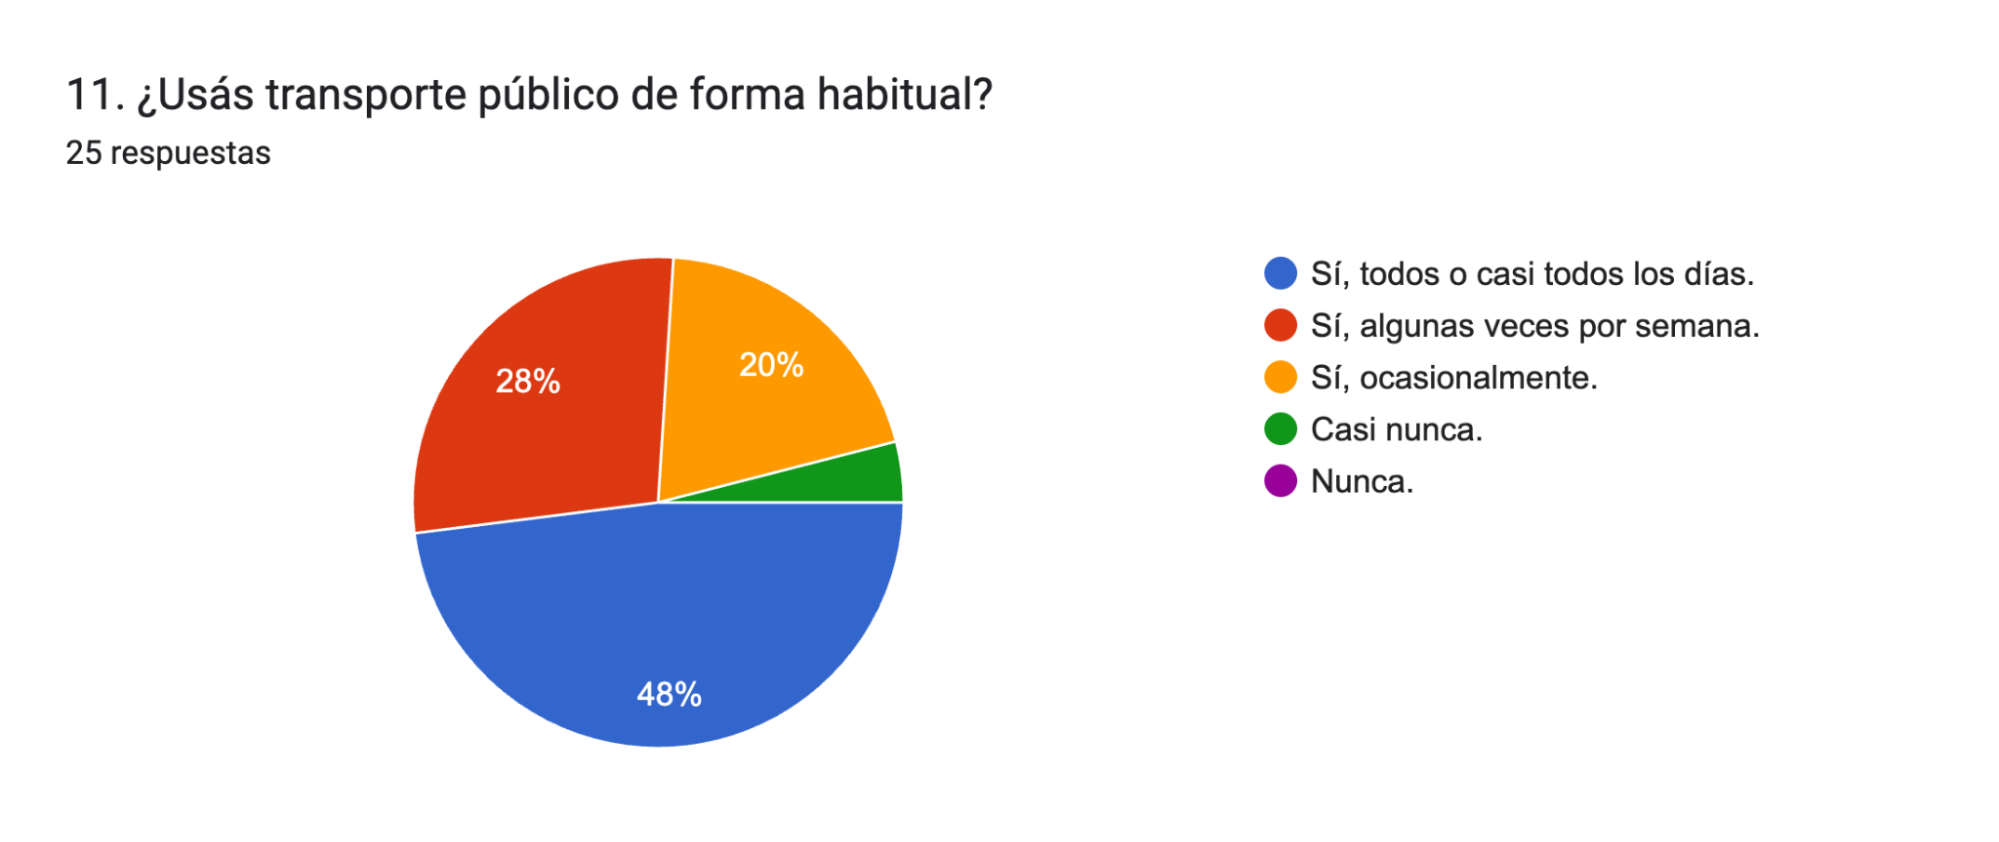 11. ¿Usás transporte público de forma habitual?
25 respuestas
28%
20%
48%
Sí, todos o casi todos los días.
Sí, algunas veces por semana.
Sí, ocasionalmente.
Casi nunca.
Nunca.